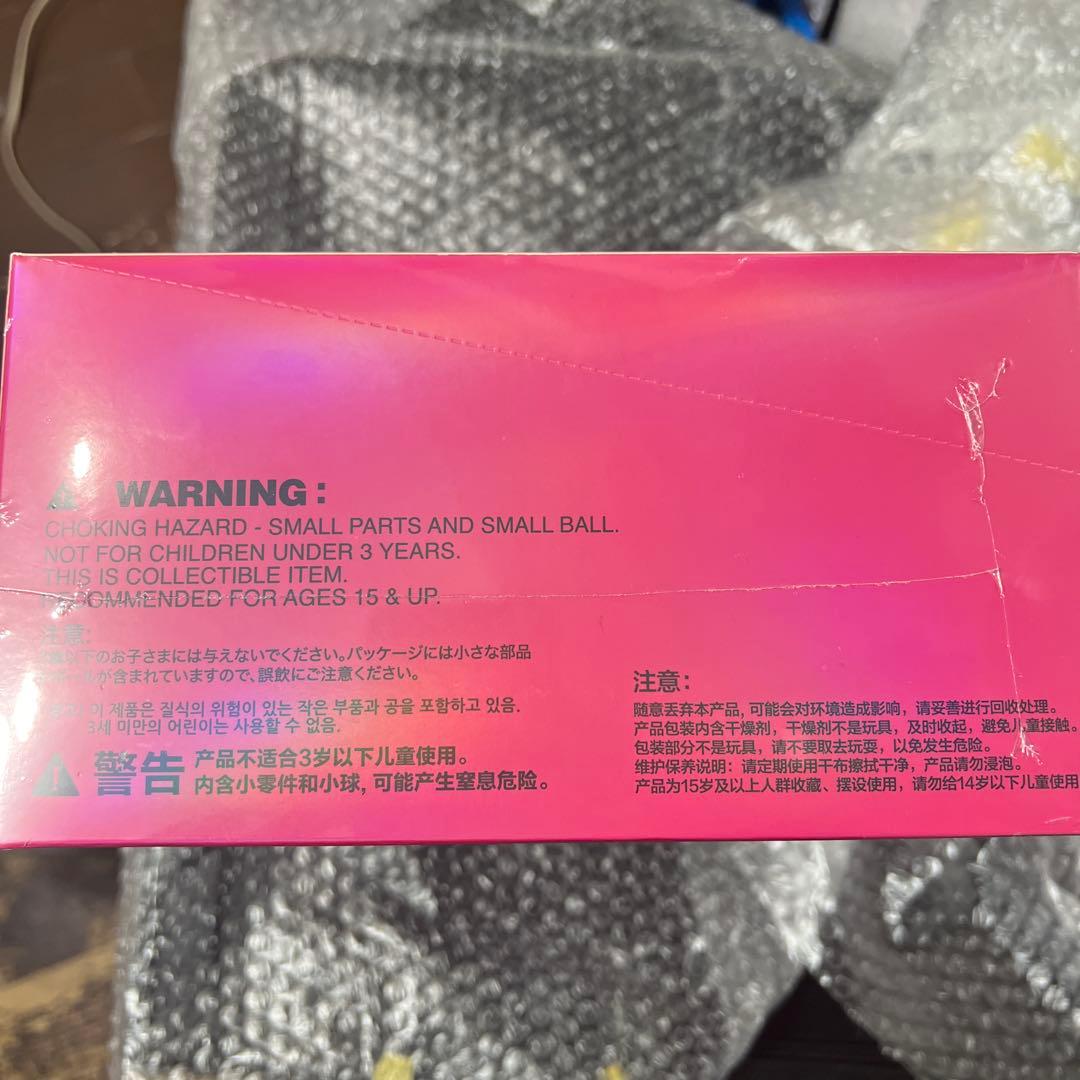 WARNING:
CHOKING HAZARD - SMALL PARTS AND SMALL BALL.
NOT FOR CHILDREN UNDER 3 YEARS.
THIS IS COLLECTIBLE ITEM.
RECOMMENDED FOR AGES 15 & UP.
注意:
以下のお子さまには与えないでください。パッケージには小さな部品
ボールが含まれていますので、誤飲にご注意ください。
이 제품은 질식의 위험이 있는 작은 부품과 공을 포함하고 있음.
3세 미만의 어린이는 사용할 수 없음.
警告 产品不适合3岁以下儿童使用。
内含小零件和小球，可能产生窒息危险。
注意：
随意丢弃本产品，可能会对环境造成影响，请妥善进行回收处理。
产品包装内含干燥剂，干燥剂不是玩具，及时收起，避免儿童接触。
包装部分不是玩具，请不要取去玩耍，以免发生危险。
维护保养说明：请定期使用干布擦拭干净，产品请勿浸泡。
产品为15岁及以上人群收藏、摆设使用，请勿给14岁以下儿童使用